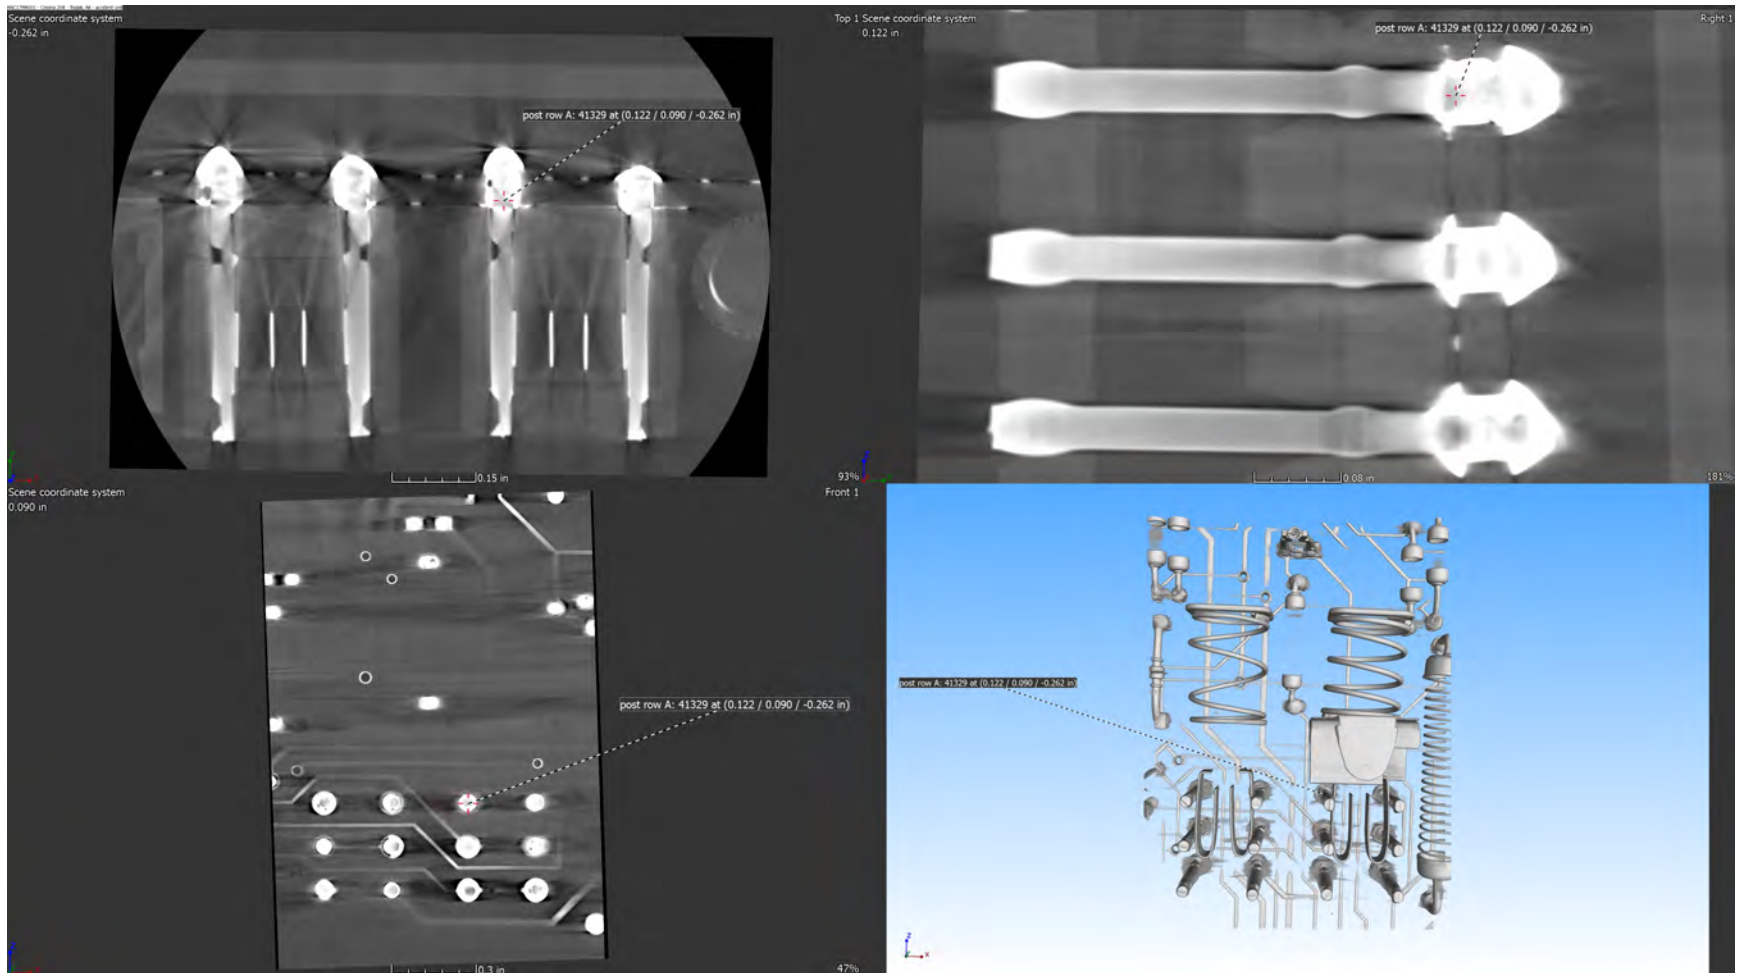 Scene coordinate system
-0.262 in
Top 1
post row A: 41329 at (0.122 / 0.090 / -0.262 in)
0.15 in
93%
Scene coordinate system
0.122 in
Right 1
post row A: 41329 at (0.122 / 0.090 / -0.262 in)
0.08 in
181%
Scene coordinate system
0.090 in
Front 1
post row A: 41329 at (0.122 / 0.090 / -0.262 in)
0.3 in
47%
post row A: 41329 at (0.122 / 0.090 / -0.262 in)
z
x